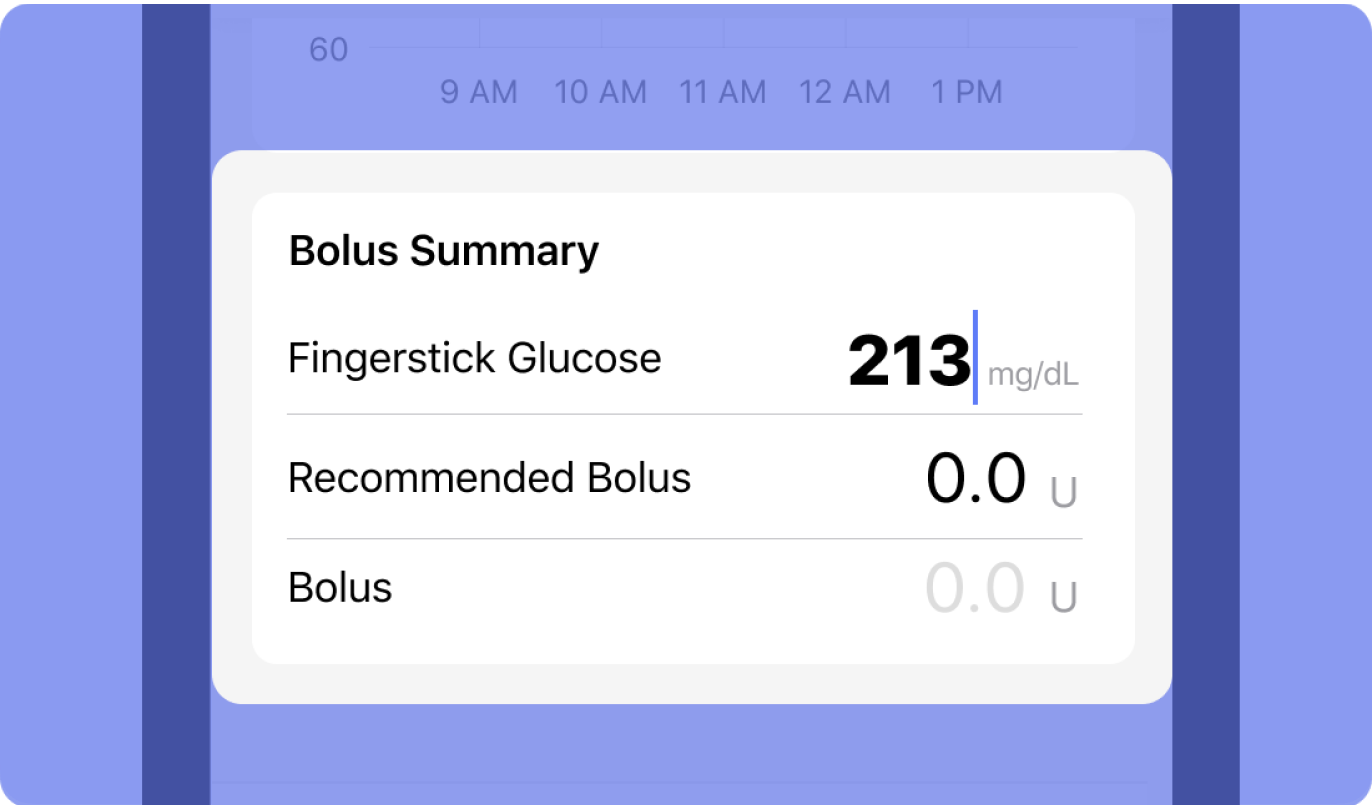 60
9 AM 10 AM 11 AM 12 AM 1 PM
Bolus Summary
Fingerstick Glucose 213 mg/dL
Recommended Bolus 0.0 U
Bolus 0.0 U